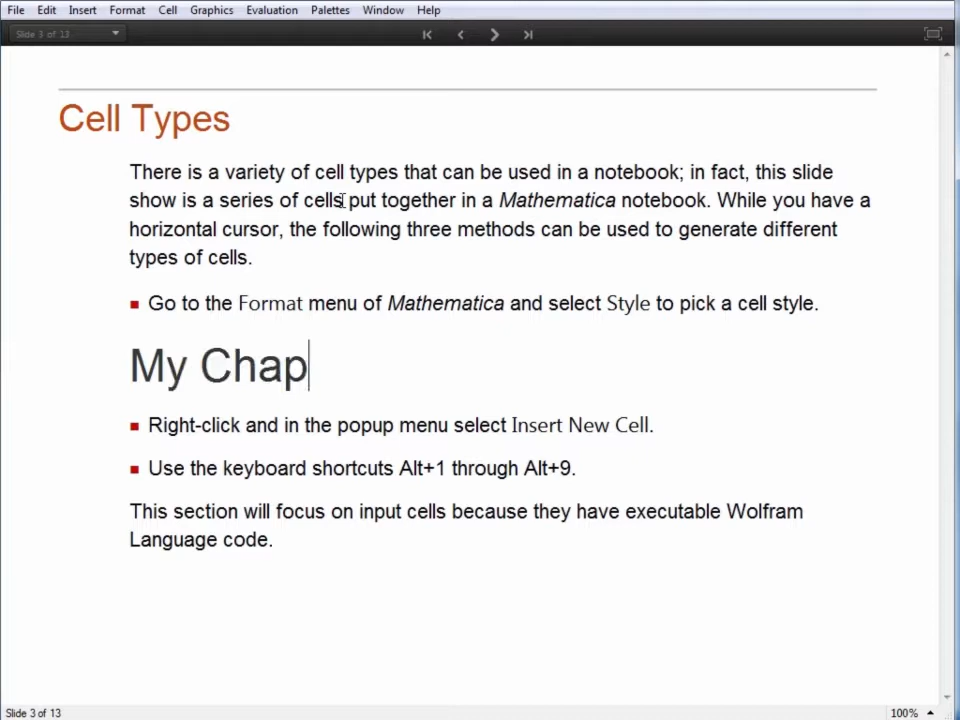 File Edit Insert Format Cell Graphics Evaluation Palettes Window Help
Slide 3 of 13
Cell Types
There is a variety of cell types that can be used in a notebook; in fact, this slide
show is a series of cells put together in a Mathematica notebook. While you have a
horizontal cursor, the following three methods can be used to generate different
types of cells.
Go to the Format menu of Mathematica and select Style to pick a cell style.
My Chap
Right-click and in the popup menu select Insert New Cell.
Use the keyboard shortcuts Alt+1 through Alt+9.
This section will focus on input cells because they have executable Wolfram
Language code.
Slide 3 of 13 100%